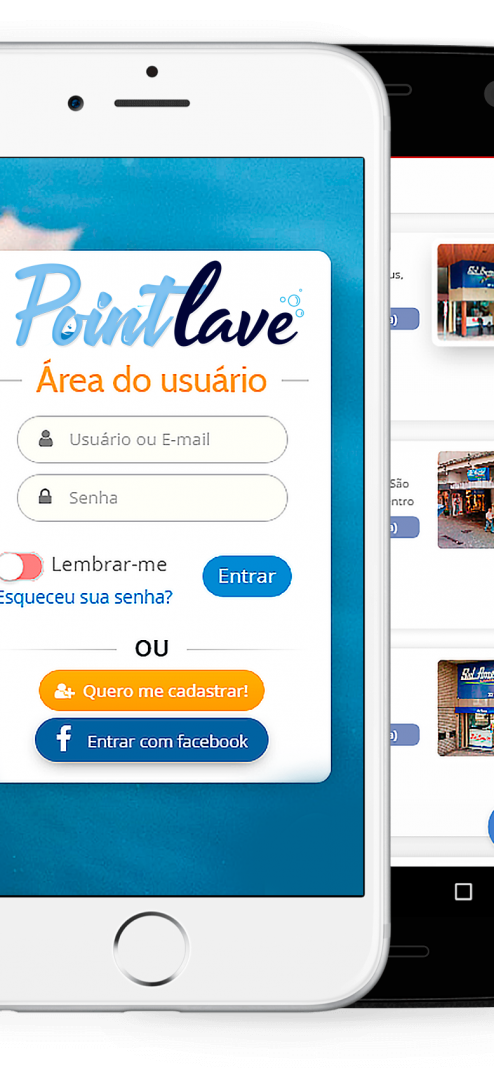 Pointlave
Área do usuário
Usuário ou E-mail
Senha
Lembrar-me
Entrar
Esqueceu sua senha?
OU
Quero me cadastrar!
Entrar com facebook
us,
São
ntro